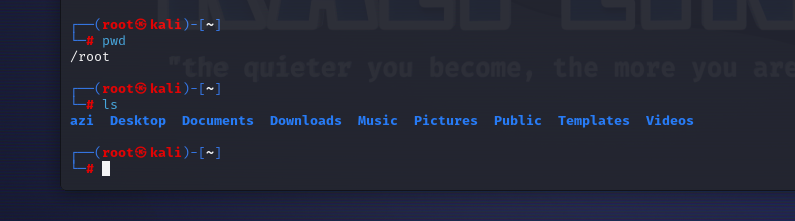 ┌──(root㉿kali)-[~]
└─# pwd
/root
"the quieter you become, the more you are
┌──(root㉿kali)-[~]
└─# ls
azi Desktop Documents Downloads Music Pictures Public Templates Videos
┌──(root㉿kali)-[~]
└─#